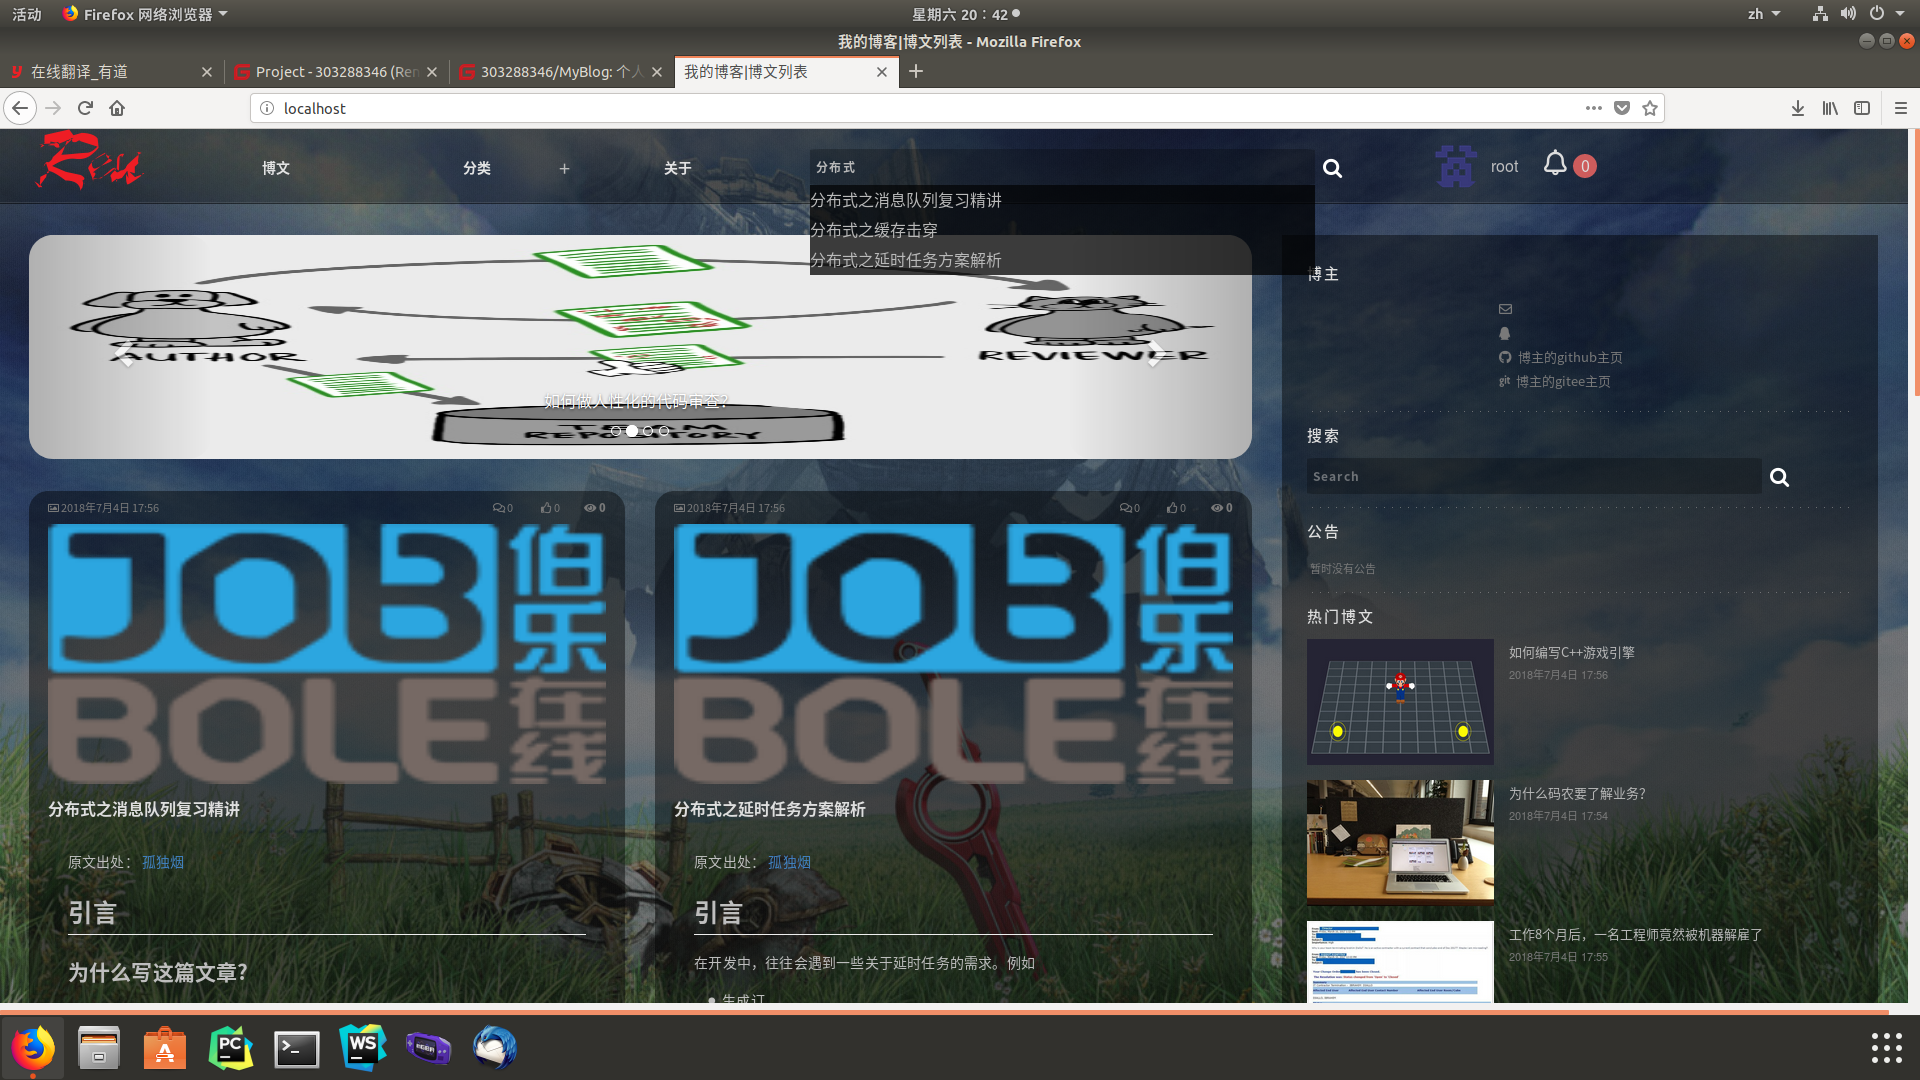 活动
Firefox 网络浏览器
星期六 20：42
zh
我的博客|博文列表 - Mozilla Firefox
在线翻译_有道
Project - 303288346 (Ren
303288346/MyBlog: 个人
我的博客|博文列表
localhost
Ren
博文
分类
+
关于
分布式
root
0
分布式之消息队列复习精讲
分布式之缓存击穿
分布式之延时任务方案解析
AUTHOR
REVIEWER
如何做人性化的代码审查?
TEAM
REPOSITORY
博主
博主的github主页
git 博主的gitee主页
搜索
Search
公告
暂时没有公告
热门博文
如何编写C++游戏引擎
2018年7月4日 17:56
为什么码农要了解业务?
2018年7月4日 17:54
工作8个月后，一名工程师竟然被机器解雇了
2018年7月4日 17:55
2018年7月4日 17:56
0
0
0
JOB伯乐
BOLE在线
分布式之消息队列复习精讲
原文出处： 孤独烟
引言
为什么写这篇文章?
2018年7月4日 17:56
0
0
0
JOB伯乐
BOLE在线
分布式之延时任务方案解析
原文出处： 孤独烟
引言
在开发中，往往会遇到一些关于延时任务的需求。例如
生成订
PC
WS